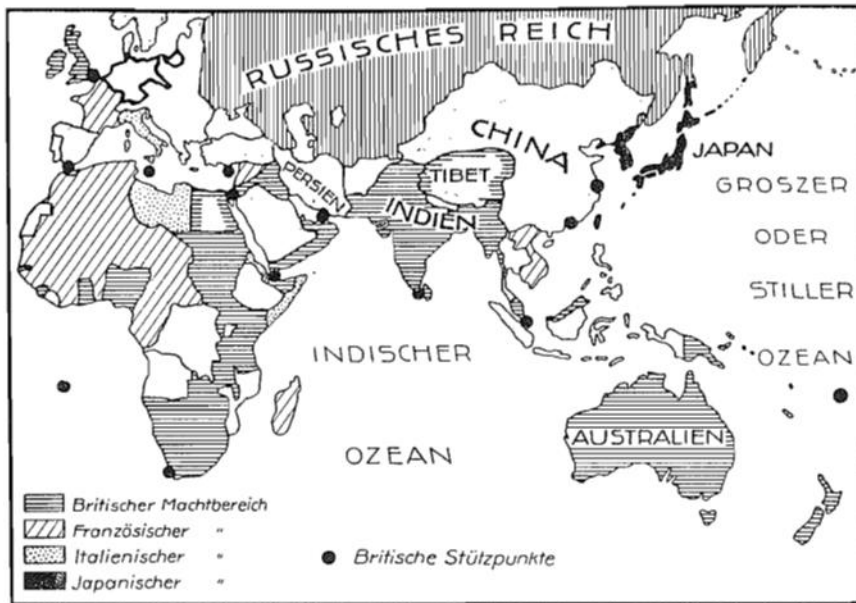 RUSSISCHES REICH
CHINA
JAPAN
TIBET
PERSIEN
INDIEN
GROSZER
ODER
STILLER
OZEAN
INDISCHER
OZEAN
AUSTRALIEN
Britischer Machtbereich
Französischer "
Italienischer "
Japanischer "
Britische Stützpunkte